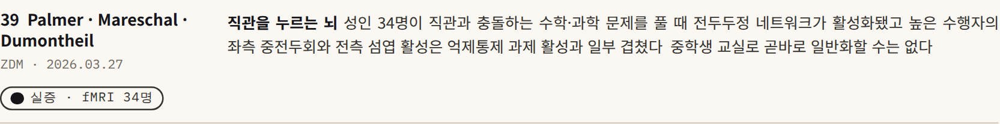 39 Palmer · Mareschal ·
Dumontheil
ZDM · 2026.03.27
실증 · fMRI 34명
직관을 누르는 뇌 성인 34명이 직관과 충돌하는 수학·과학 문제를 풀 때 전두두정 네트워크가 활성화됐고 높은 수행자의
좌측 중전두회와 전측 섬엽 활성은 억제통제 과제 활성과 일부 겹쳤다 중학생 교실로 곧바로 일반화할 수는 없다